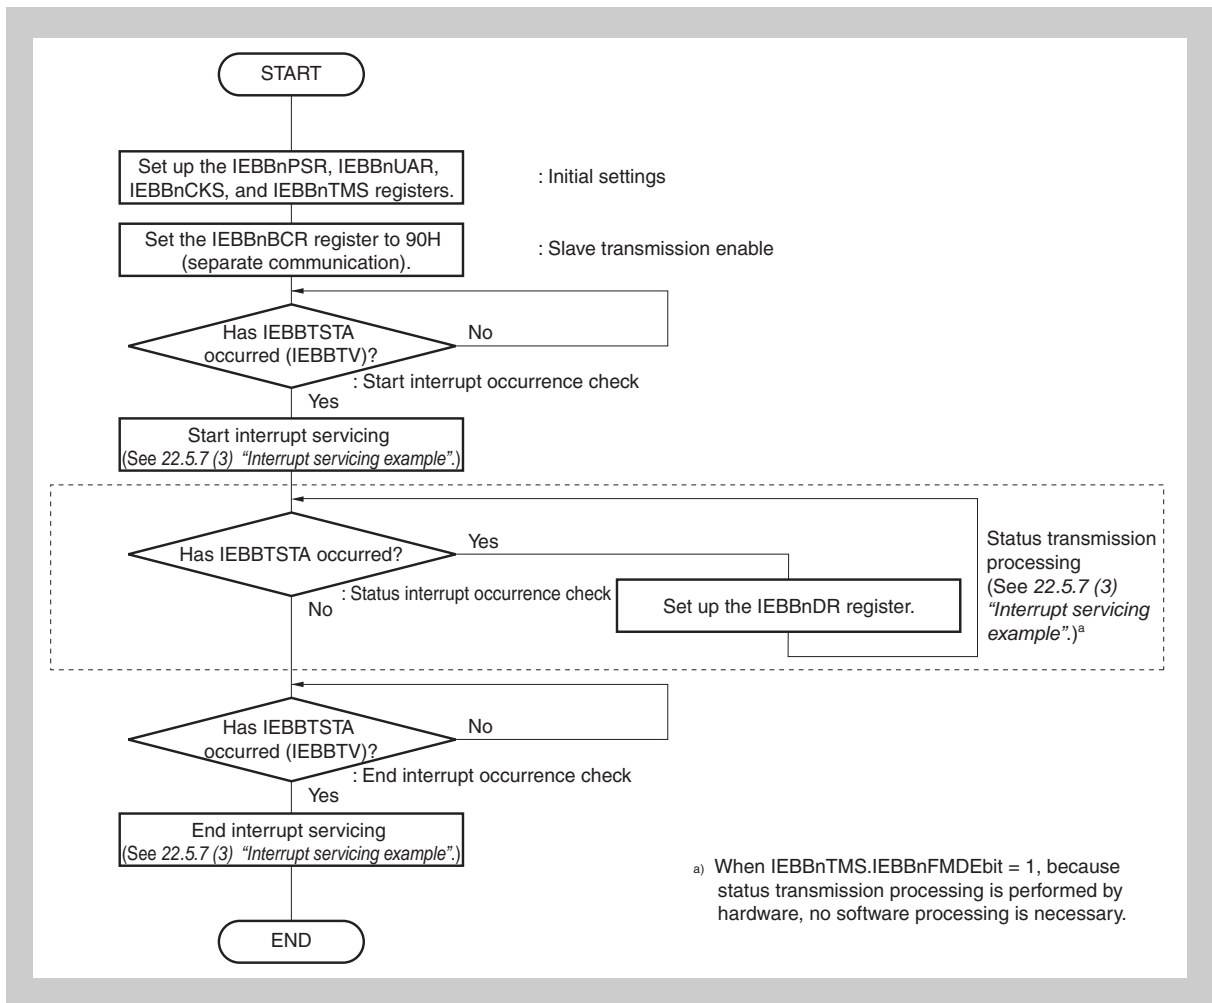 START
Set up the IEBBnPSR, IEBBnUAR,
IEBBnCKS, and IEBBnTMS registers.
: Initial settings
Set the IEBBnBCR register to 90H
(separate communication).
: Slave transmission enable
Has IEBBTSTA
occurred (IEBBTV)?
No
: Start interrupt occurrence check
Yes
Start interrupt servicing
(See 22.5.7 (3) “Interrupt servicing example”.)
Has IEBBTSTA occurred?
Yes
: Status interrupt occurrence check
No
Set up the IEBBnDR register.
Status transmission
processing
(See 22.5.7 (3)
“Interrupt servicing
example”.)a
Has IEBBTSTA
occurred (IEBBTV)?
No
: End interrupt occurrence check
Yes
End interrupt servicing
(See 22.5.7 (3) “Interrupt servicing example”.)
END
a) When IEBBnTMS.IEBBnFMDEbit = 1, because
status transmission processing is performed by
hardware, no software processing is necessary.